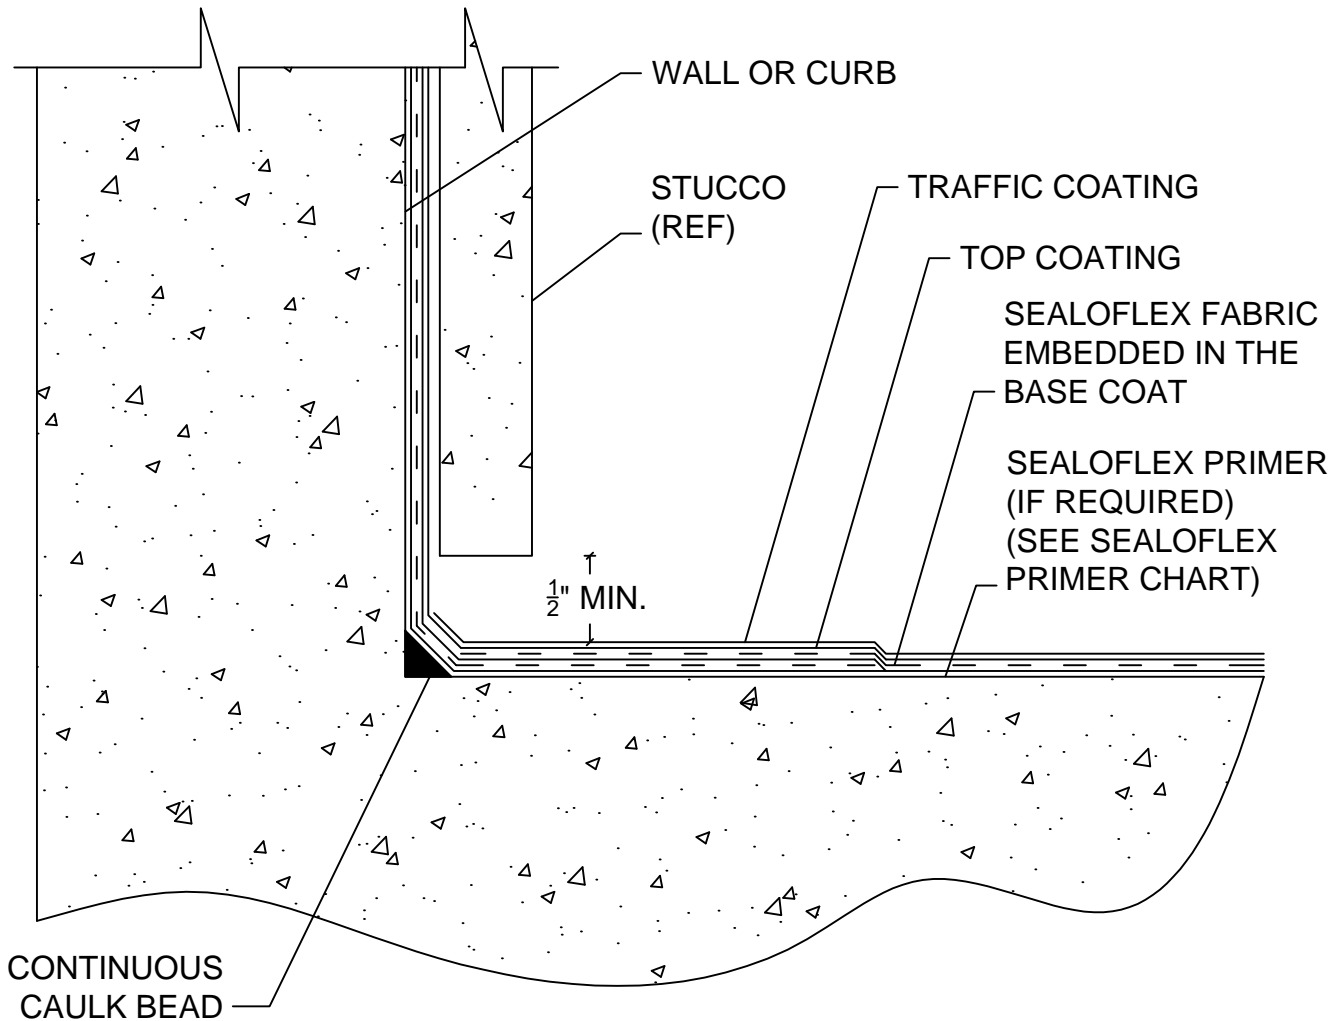 WALL OR CURB
STUCCO
(REF)
TRAFFIC COATING
TOP COATING
SEALOFLEX FABRIC
EMBEDDED IN THE
BASE COAT
SEALOFLEX PRIMER
(IF REQUIRED)
(SEE SEALOFLEX
PRIMER CHART)
1/2" MIN.
CONTINUOUS
CAULK BEAD